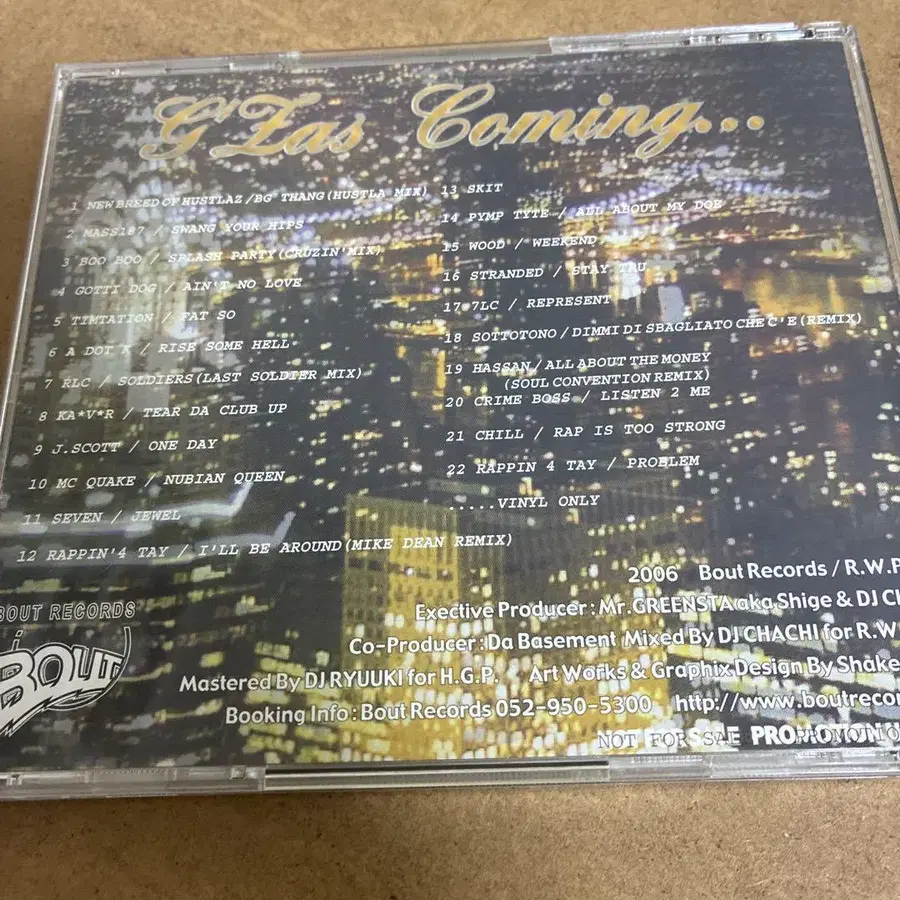 G'Zas Coming...
1 NEW BREED OF HUSTLAZ /BG' THANG(HUSTLA MIX)
2 MASS187 / SWANG YOUR HIPS
3 BOO BOO / SPLASH PARTY(CRUZIN'MIX)
4 GOTTI DOG / AIN'T NO LOVE
5 TIMTATION / FAT SO
6 A DOT K / RISE SOME HELL
7 RLC / SOLDIERS(LAST SOLDIER MIX)
8 KA*V*R / TEAR DA CLUB UP
9 J.SCOTT / ONE DAY
10 MC QUAKE / NUBIAN QUEEN
11 SEVEN / JEWEL
12 RAPPIN'4 TAY / I'LL BE AROUND(MIKE DEAN REMIX)
13 SKIT
14 PYMP TYTE / ALL ABOUT MY DOE
15 WOOD / WEEKEND
16 STRANDED / STAY TRU
17 7LC / REPRESENT
18 SOTTOTONO/DIMMI DI SBAGLIATO CHE C'E(REMIX)
19 HASSAN/ALL ABOUT THE MONEY
(SOUL CONVENTION REMIX)
20 CRIME BOSS / LISTEN 2 ME
21 CHILL / RAP IS TOO STRONG
22 RAPPIN 4 TAY / PROBLEM
.....VINYL ONLY
2006 Bout Records / R.W.P
Exective Producer:Mr.GREENSTA aka Shige & DJ CH
Co-Producer:Da Basement Mixed By DJ CHACHI for R.W
Mastered By DJ RYUUKI for H.G.P. Art Works & Graphix Design By Shake
Booking Info:Bout Records 052-950-5300 http://www.boutrecor
NOT FOR SAE PROMOTION O
BOUT RECORDS
BOUT